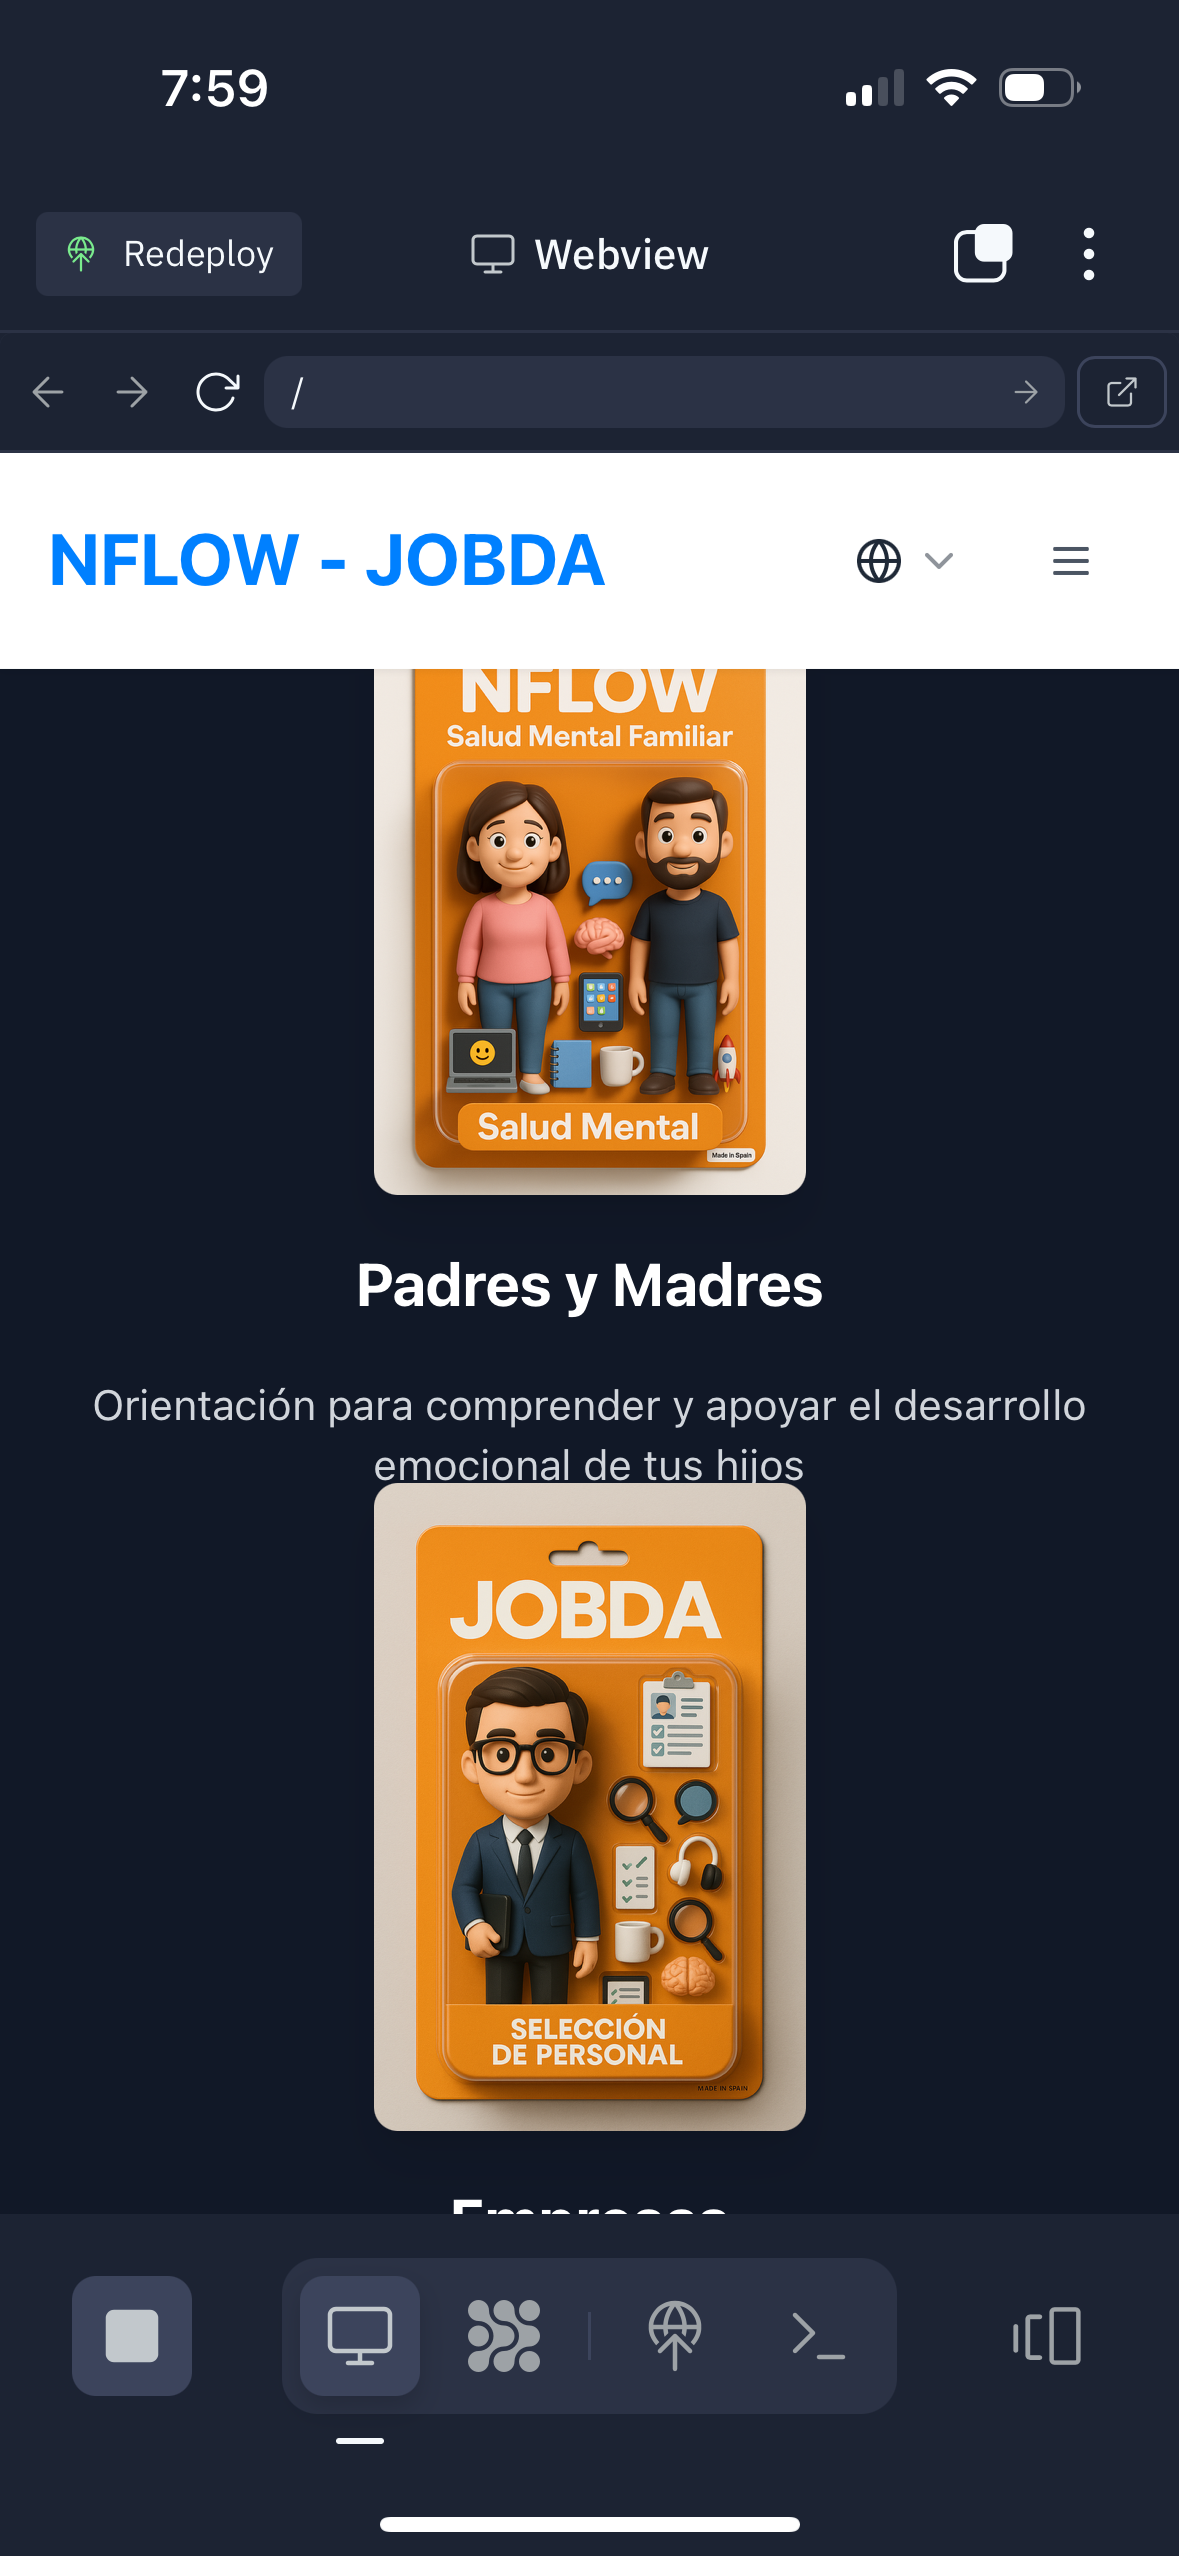 7:59
Redeploy
Webview
/
NFLOW - JOBDA
NFLOW
Salud Mental Familiar
Salud Mental
Made in Spain
Padres y Madres
Orientación para comprender y apoyar el desarrollo
emocional de tus hijos
JOBDA
SELECCIÓN
DE PERSONAL
MADE IN SPAIN
Empresas